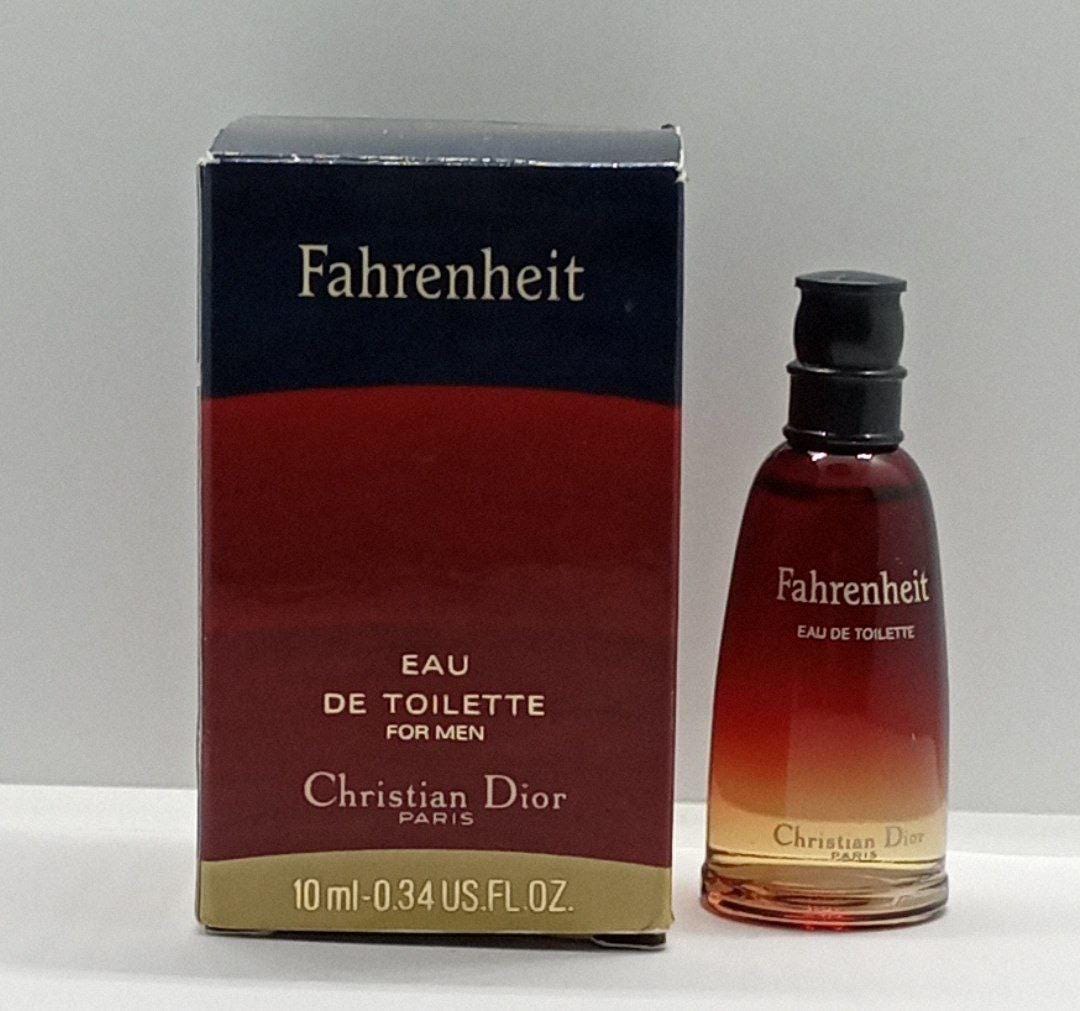 Fahrenheit
EAU
DE TOILETTE
FOR MEN
Christian Dior
PARIS
10 ml-0.34 US.FL.OZ.
Fahrenheit
EAU DE TOILETTE
Christian Dior
PARIS